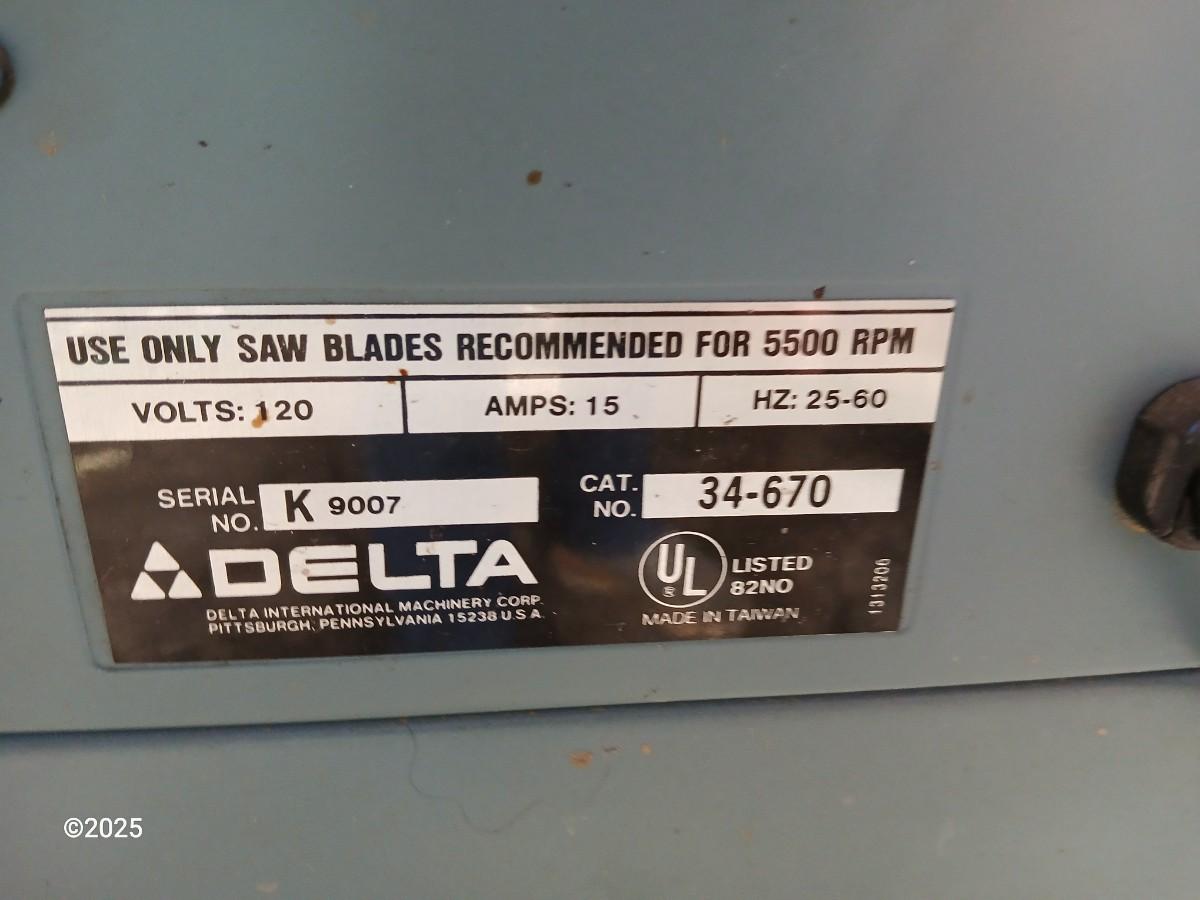 USE ONLY SAW BLADES RECOMMENDED FOR 5500 RPM
VOLTS: 120 AMPS: 15 HZ: 25-60
SERIAL NO. K 9007
CAT. NO. 34-670
DELTA
DELTA INTERNATIONAL MACHINERY CORP.
PITTSBURGH, PENNSYLVANIA 15238 U.S.A.
UL LISTED
82NO
MADE IN TAIWAN
1313206
©2025